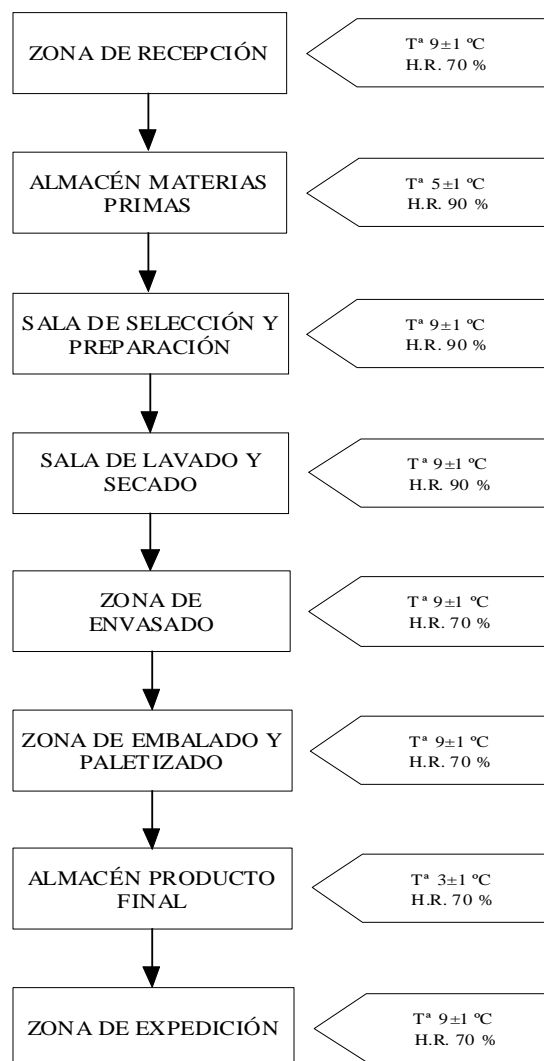 ZONA DE RECEPCIÓN
Tª 9±1 ºC
H.R. 70 %
ALMACÉN MATERIAS
PRIMAS
Tª 5±1 ºC
H.R. 90 %
SALA DE SELECCIÓN Y
PREPARACIÓN
Tª 9±1 ºC
H.R. 90 %
SALA DE LAVADO Y
SECADO
Tª 9±1 ºC
H.R. 90 %
ZONA DE
ENVASADO
Tª 9±1 ºC
H.R. 70 %
ZONA DE EMBALADO Y
PALETIZADO
Tª 9±1 ºC
H.R. 70 %
ALMACÉN PRODUCTO
FINAL
Tª 3±1 ºC
H.R. 70 %
ZONA DE EXPEDICIÓN
Tª 9±1 ºC
H.R. 70 %